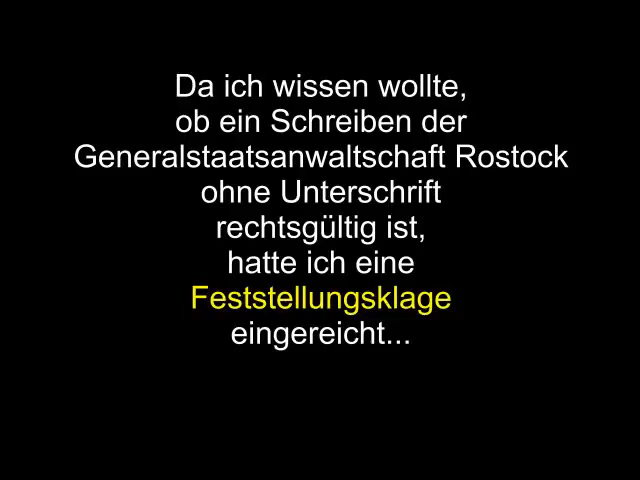 Da ich wissen wollte,
ob ein Schreiben der
Generalstaatsanwaltschaft Rostock
ohne Unterschrift
rechtsgültig ist,
hatte ich eine
Feststellungsklage
eingereicht...